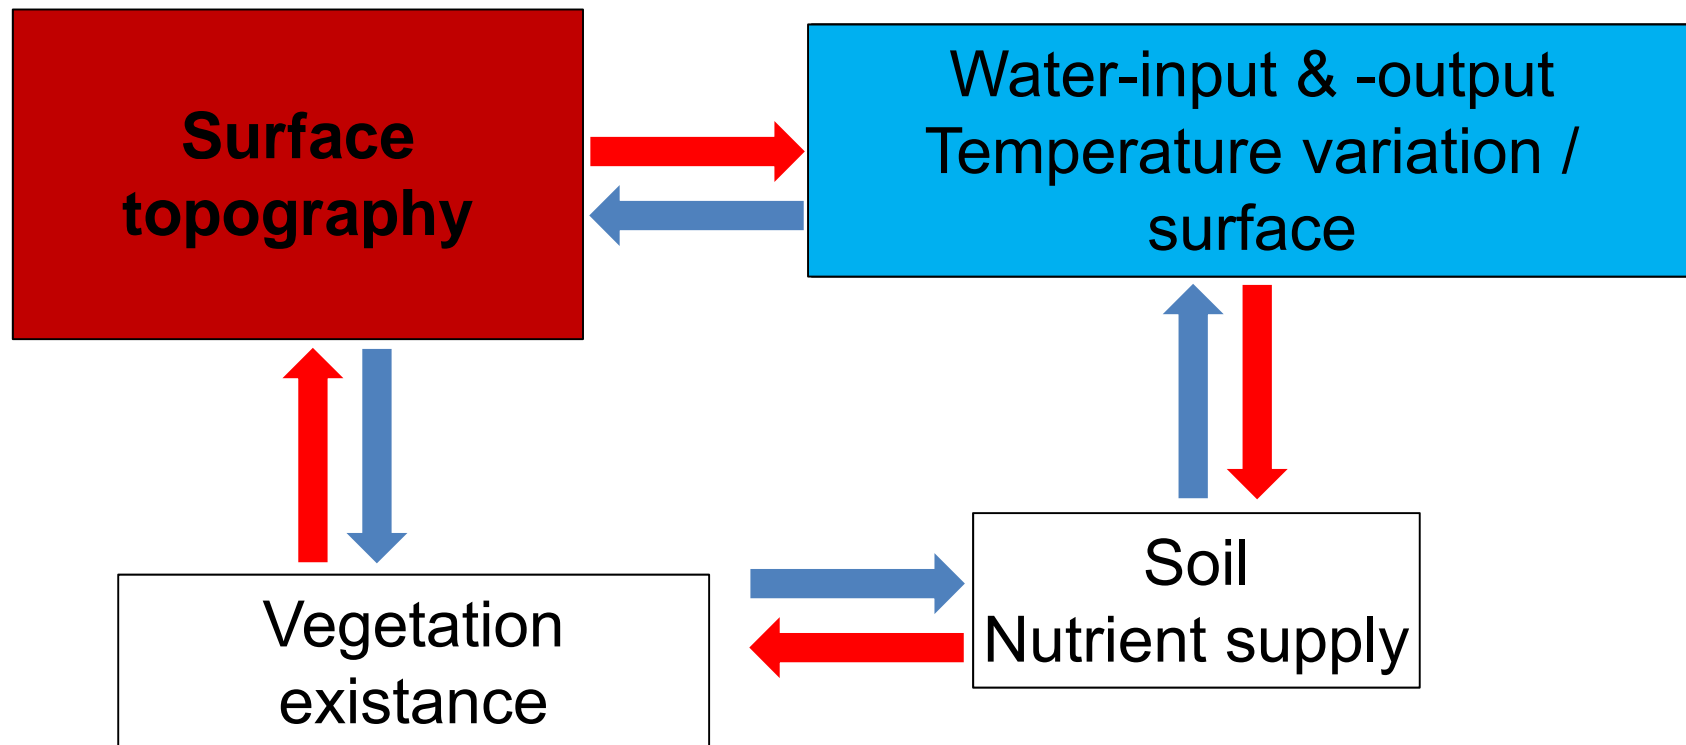 Surface
topography
Water-input & -output
Temperature variation /
surface
Vegetation
existance
Soil
Nutrient supply